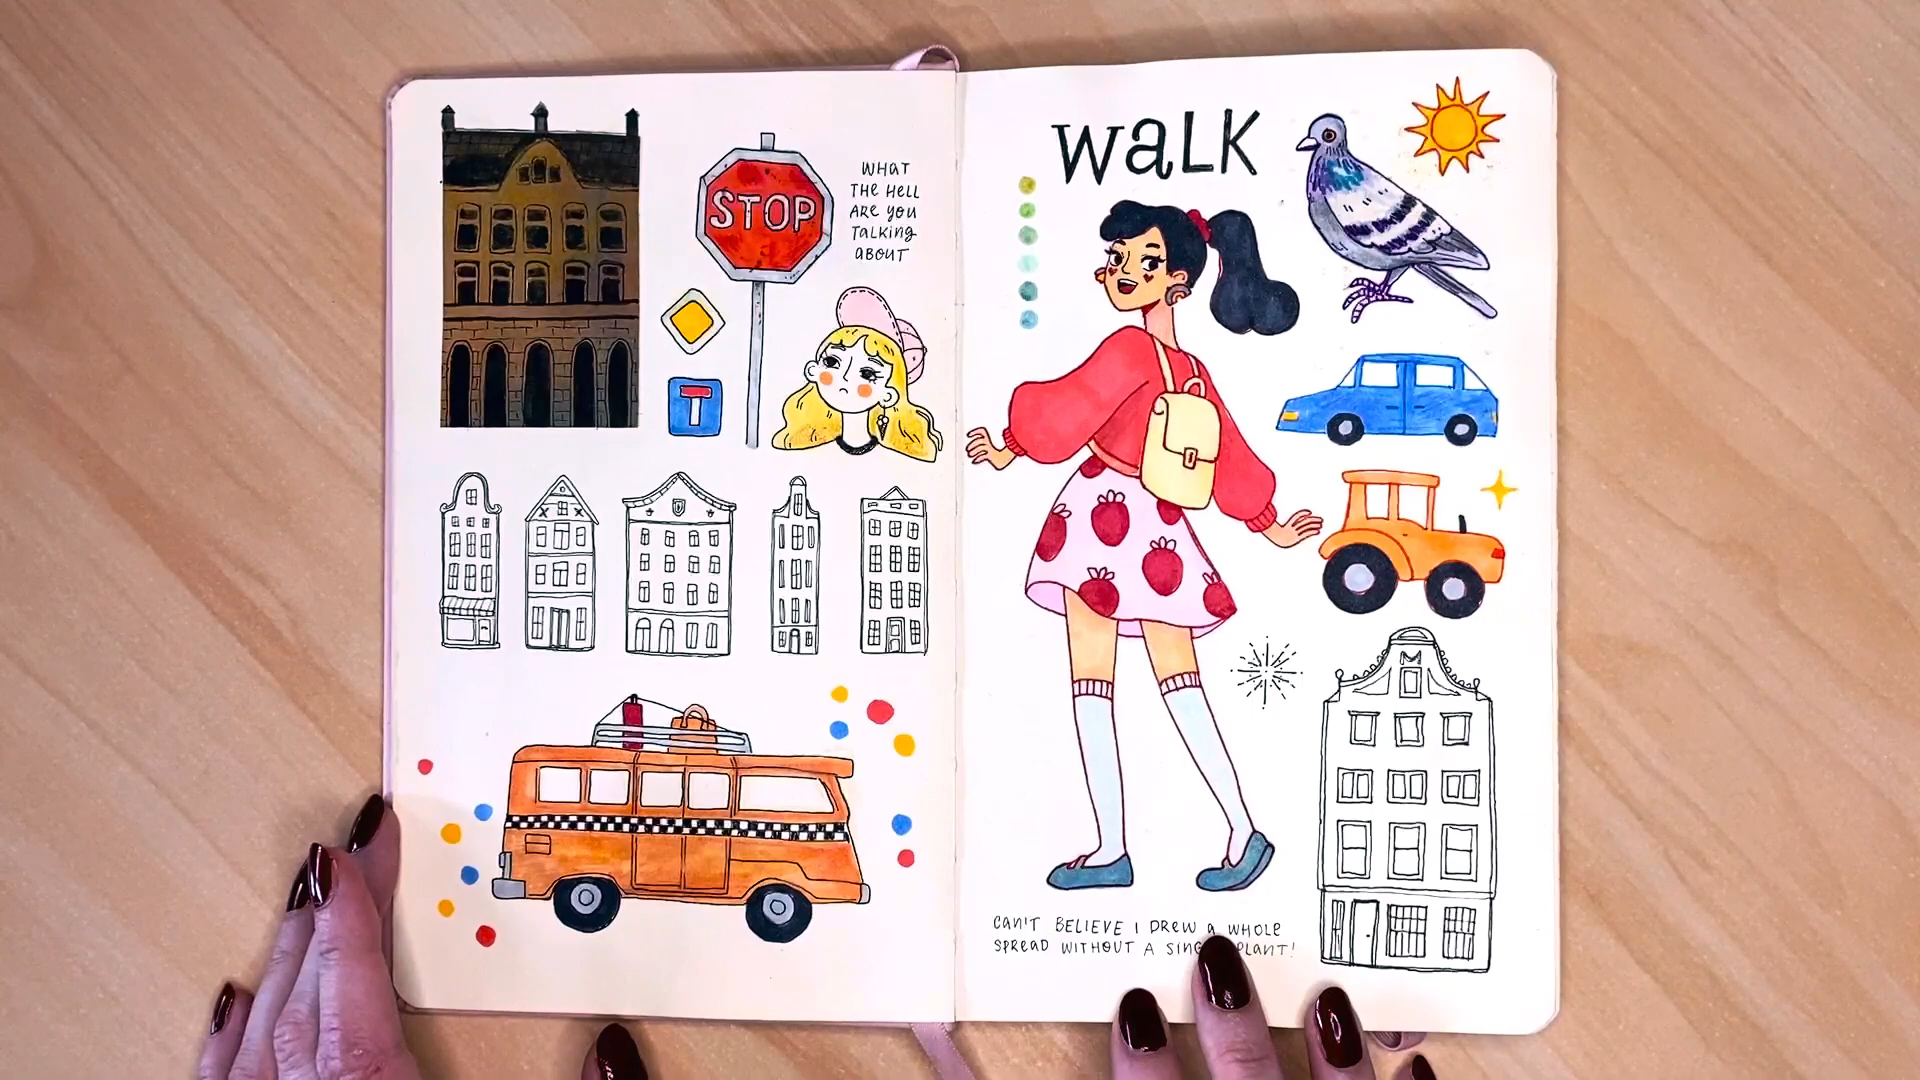 STOP
WHAT
THE HELL
ARE YOU
TALKING
ABOUT
T
WALK
CAN'T BELIEVE I DREW A WHOLE
SPREAD WITHOUT A PLANT!